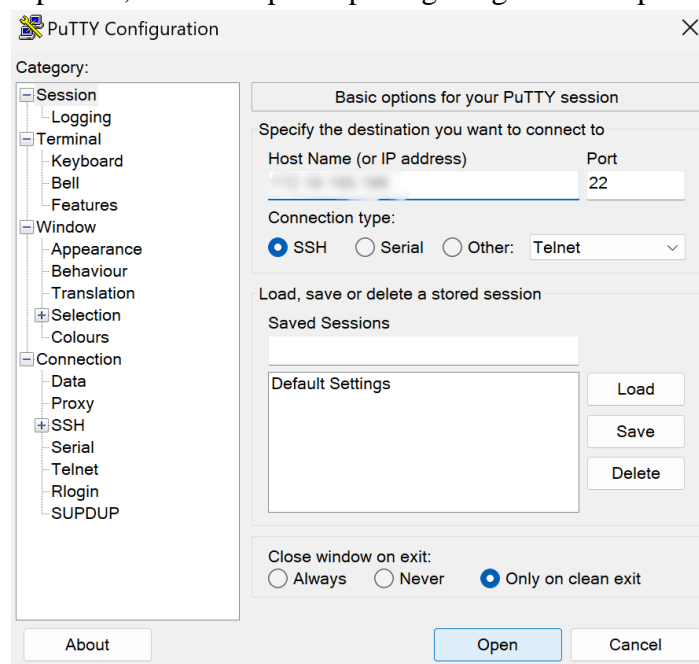 PuTTY Configuration
Category:
Session
Logging
Terminal
Keyboard
Bell
Features
Window
Appearance
Behaviour
Translation
Selection
Colours
Connection
Data
Proxy
SSH
Serial
Telnet
Rlogin
SUPDUP
Basic options for your PuTTY session
Specify the destination you want to connect to
Host Name (or IP address) Port
22
Connection type:
SSH Serial Other: Telnet
Load, save or delete a stored session
Saved Sessions
Default Settings
Load
Save
Delete
Close window on exit:
Always Never Only on clean exit
About Open Cancel